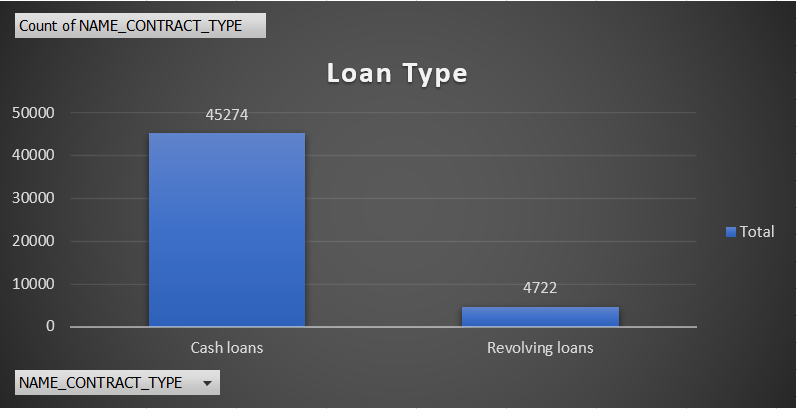 Count of NAME_CONTRACT_TYPE
Loan Type
50000
45274
40000
30000
20000
Total
10000
4722
0
Cash loans
Revolving loans
NAME_CONTRACT_TYPE